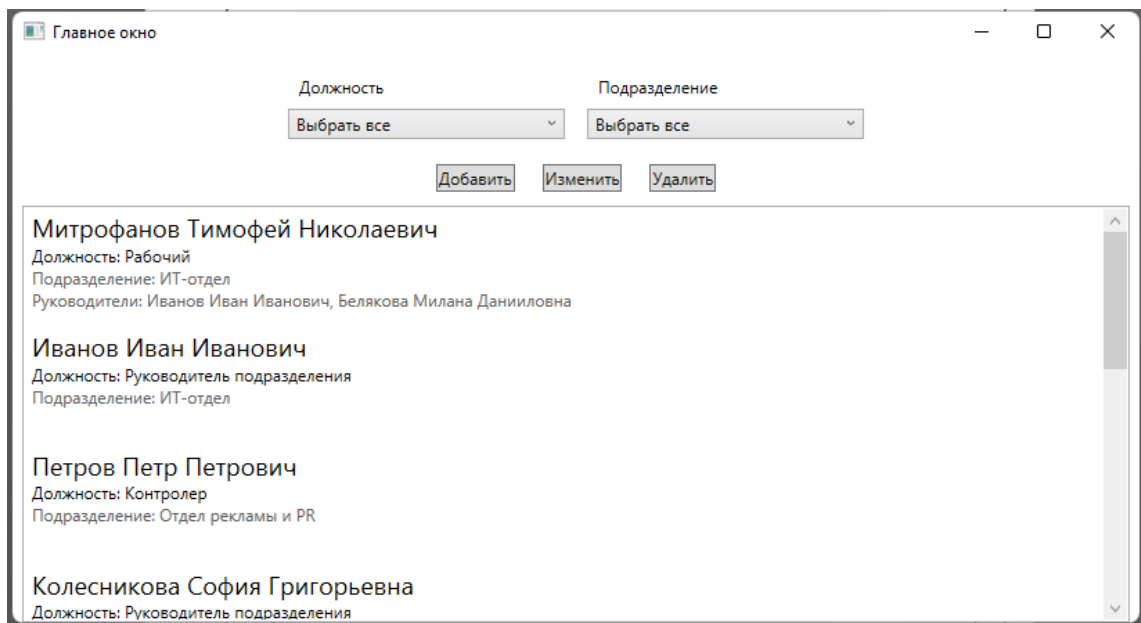 Главное окно
Должность Подразделение
Выбрать все Выбрать все
Добавить Изменить Удалить
Митрофанов Тимофей Николаевич
Должность: Рабочий
Подразделение: ИТ-отдел
Руководители: Иванов Иван Иванович, Белякова Милана Данииловна
Иванов Иван Иванович
Должность: Руководитель подразделения
Подразделение: ИТ-отдел
Петров Петр Петрович
Должность: Контролер
Подразделение: Отдел рекламы и PR
Колесникова София Григорьевна
Должность: Руководитель подразделения